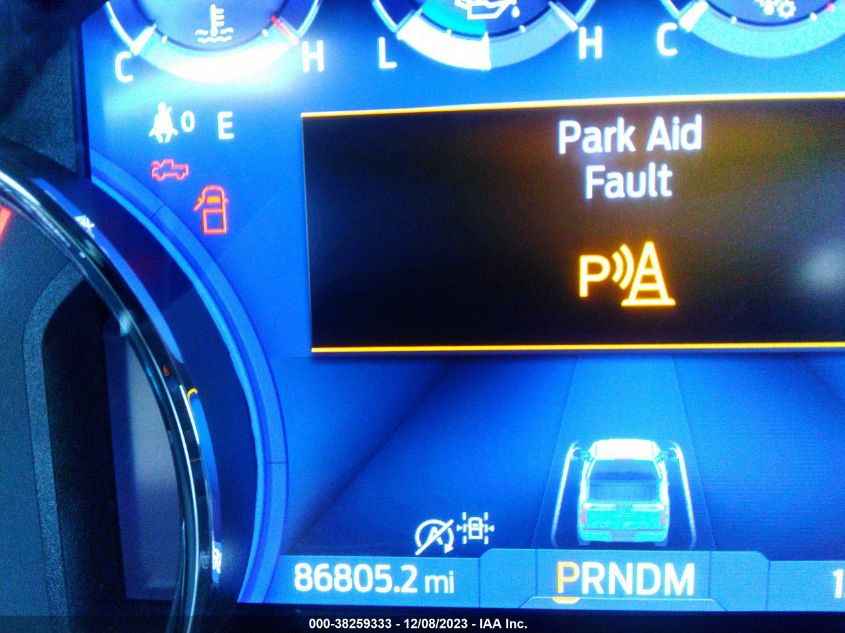 C H L H C
0 E
Park Aid
Fault
P
A
86805.2 mi PRNDM
000-38259333 - 12/08/2023 - IAA Inc.